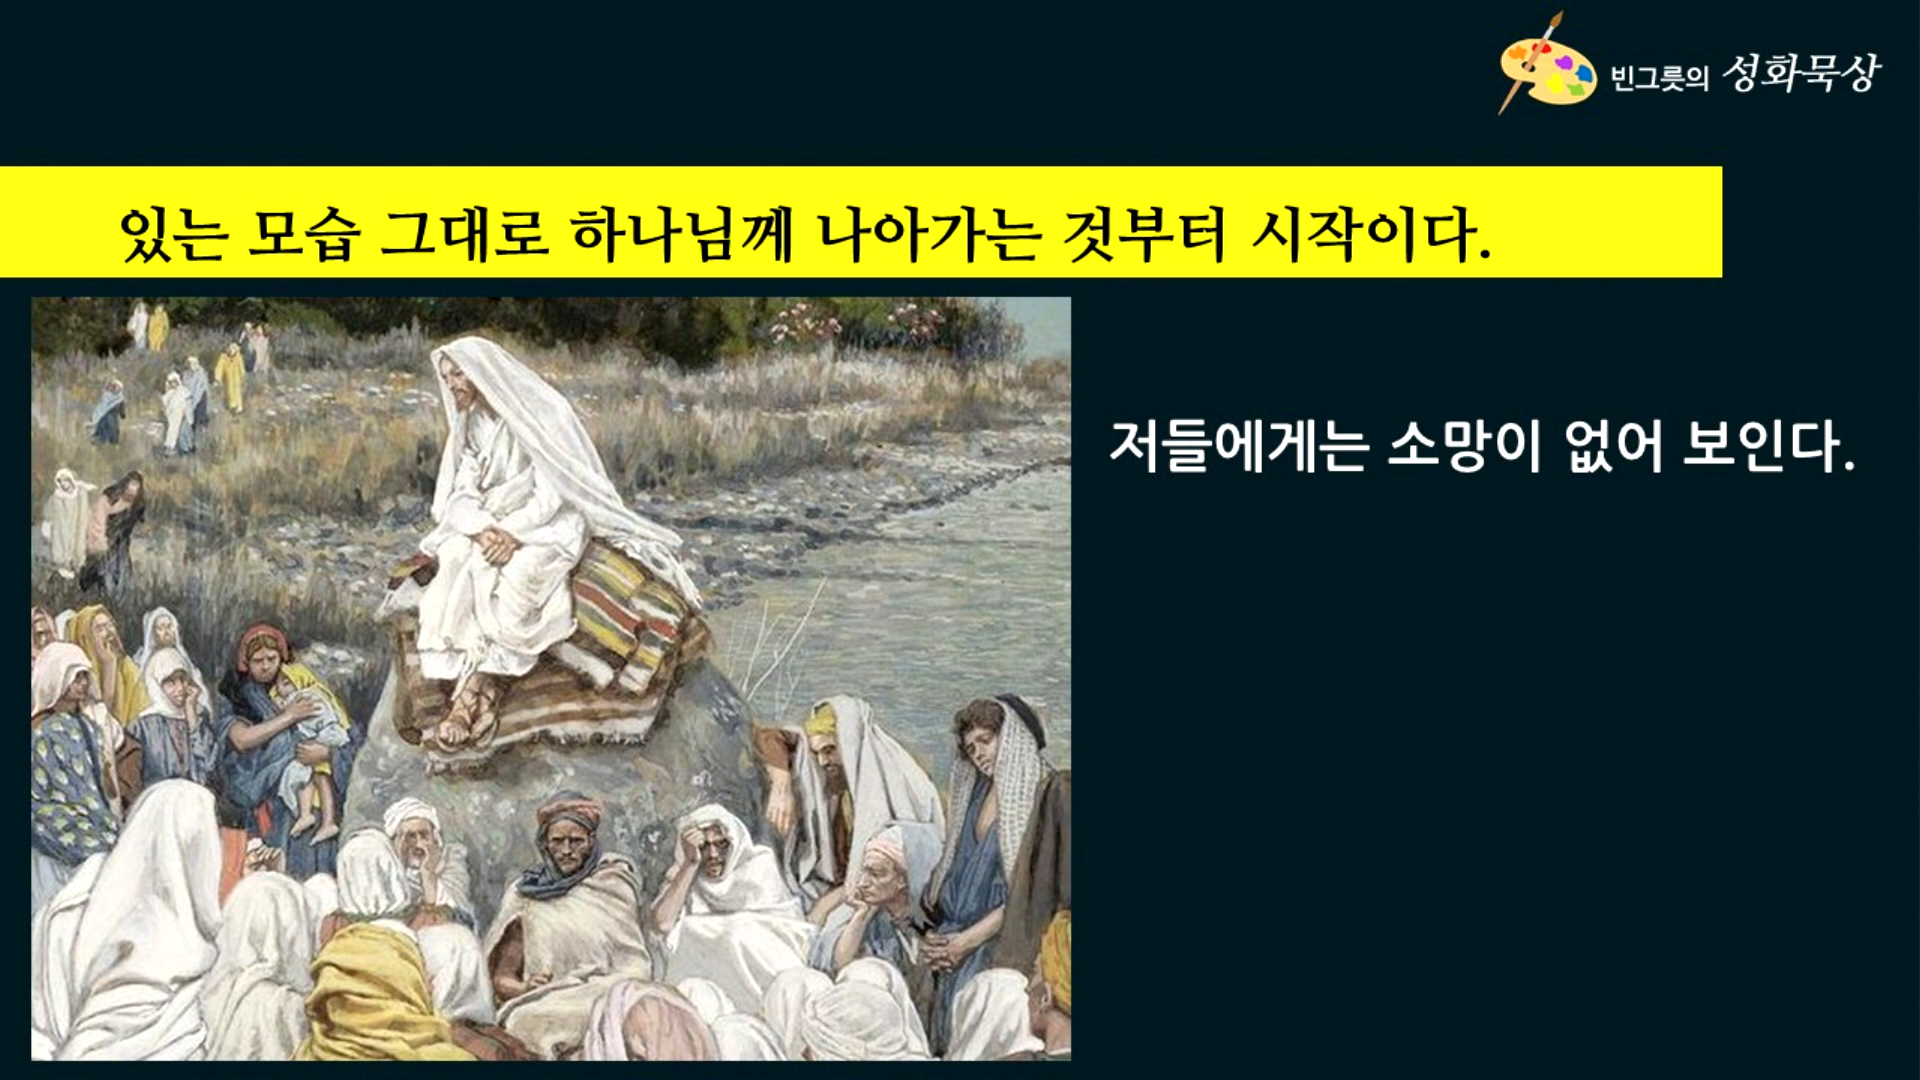 빈그릇의 성화묵상
있는 모습 그대로 하나님께 나아가는 것부터 시작이다.
저들에게는 소망이 없어 보인다.